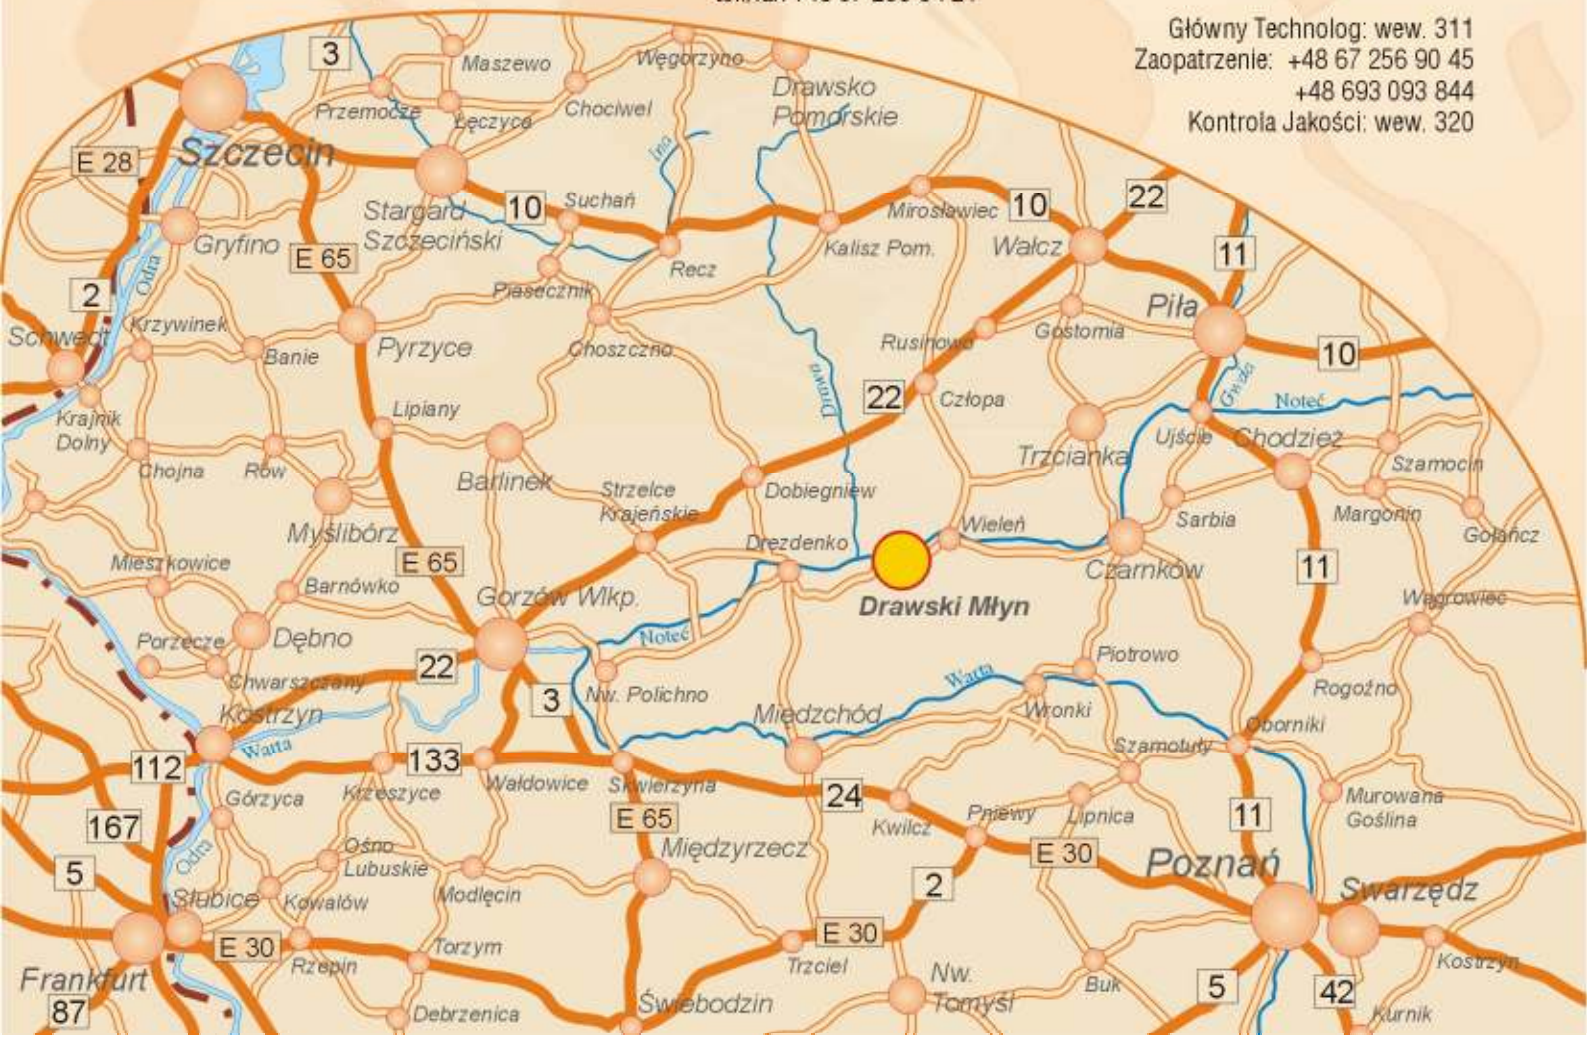 Główny Technolog: wew. 311
Zaopatrzenie: +48 67 256 90 45
+48 693 093 844
Kontrola Jakości: wew. 320
3
Maszewo
Węgorzyno
Drawsko
Pomorskie
Przemocze
Łęczyca
Chociwel
E 28
Szczecin
Ina
Stargard
Szczeciński
10
Suchań
Mirosławiec
10
22
Gryfino
Odra
E 65
Recz
Kalisz Pom.
Wałcz
11
2
Piasecznik
Schwedt
Krzywinek
Banie
Pyrzyce
Choszczno
Rusinowo
Gostomia
Piła
10
Drawa
22
Człopa
Gwda
Noteć
Krajnik
Dolny
Lipiany
Chojna
Rów
Barlinek
Trzcianka
Ujście
Chodzież
Szamocin
Strzelce
Krajeńskie
Dobiegniew
Myślibórz
Drezdenko
Wieleń
Sarbia
Margonin
Gołańcz
Mieszkowice
Barnówko
E 65
Gorzów Wlkp.
Drawski Młyn
Czarnków
11
Wągrowiec
Porzecze
Dębno
Noteć
Chwarszczany
22
3
Nw. Polichno
Warta
Piotrowo
Rogoźno
Kostrzyn
Warta
Międzchód
Wronki
Oborniki
Szamotuły
112
133
Krzeszyce
Wałdowice
Skwierzyna
24
Kwilcz
Górzyca
167
E 65
Pniewy
Lipnica
11
Murowana
Goślina
Odra
Ośno
Lubuskie
Międzyrzecz
E 30
Poznań
5
Słubice
Kowalów
Modlęcin
2
Swarzędz
E 30
Rzepin
Torzym
E 30
Trzciel
Kostrzyn
Frankfurt
87
Debrzenica
Świebodzin
Nw.
Tomyśl
Buk
5
42
Kurnik